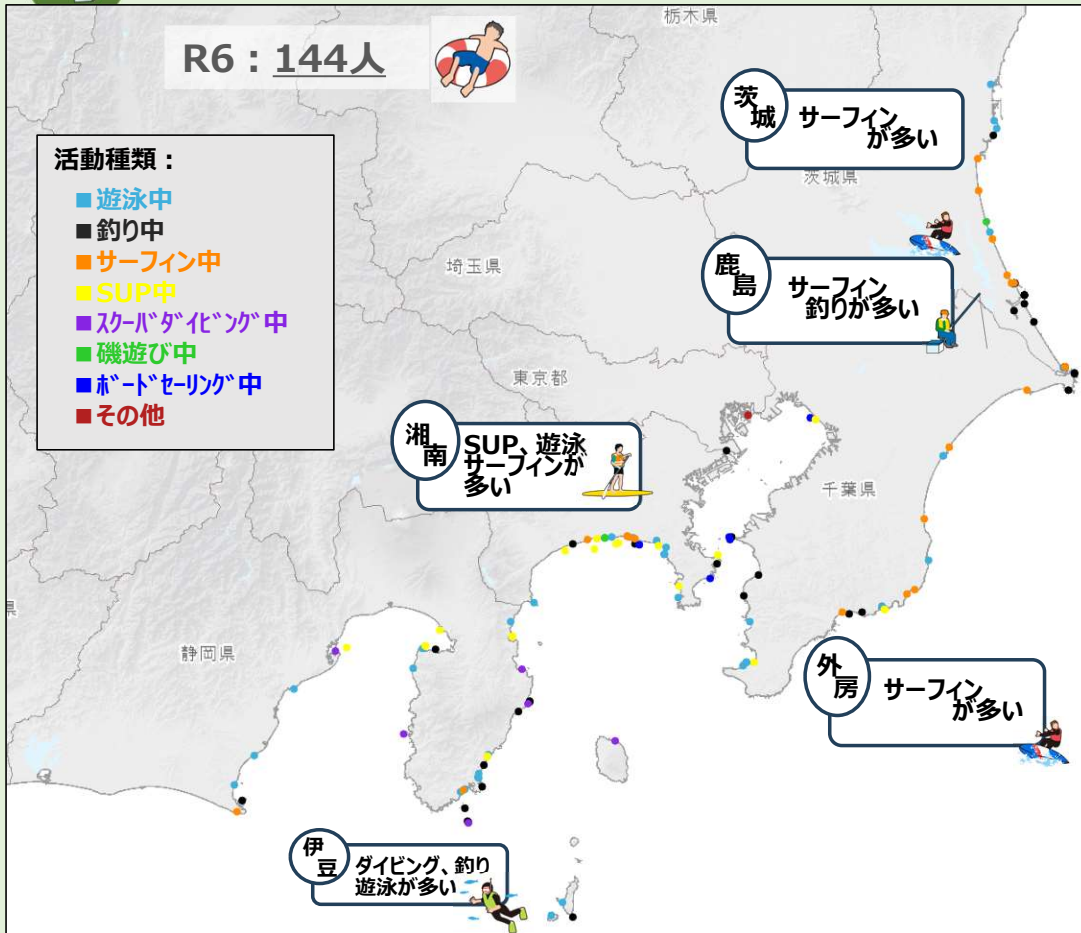 栃木県
R6：144人
茨城
サーフィン
が多い
茨城県
活動種類：
■遊泳中
■釣り中
■サーフィン中
■SUP中
■ｽｸｰﾊﾞﾀﾞｲﾋﾞﾝｸﾞ中
■磯遊び中
■ﾎﾞｰﾄﾞｾｰﾘﾝｸﾞ中
■その他
埼玉県
鹿島
サーフィン
釣りが多い
東京都
湘南
SUP、遊泳
サーフィンが
多い
千葉県
県
静岡県
外房
サーフィン
が多い
伊豆
ダイビング、釣り
遊泳が多い